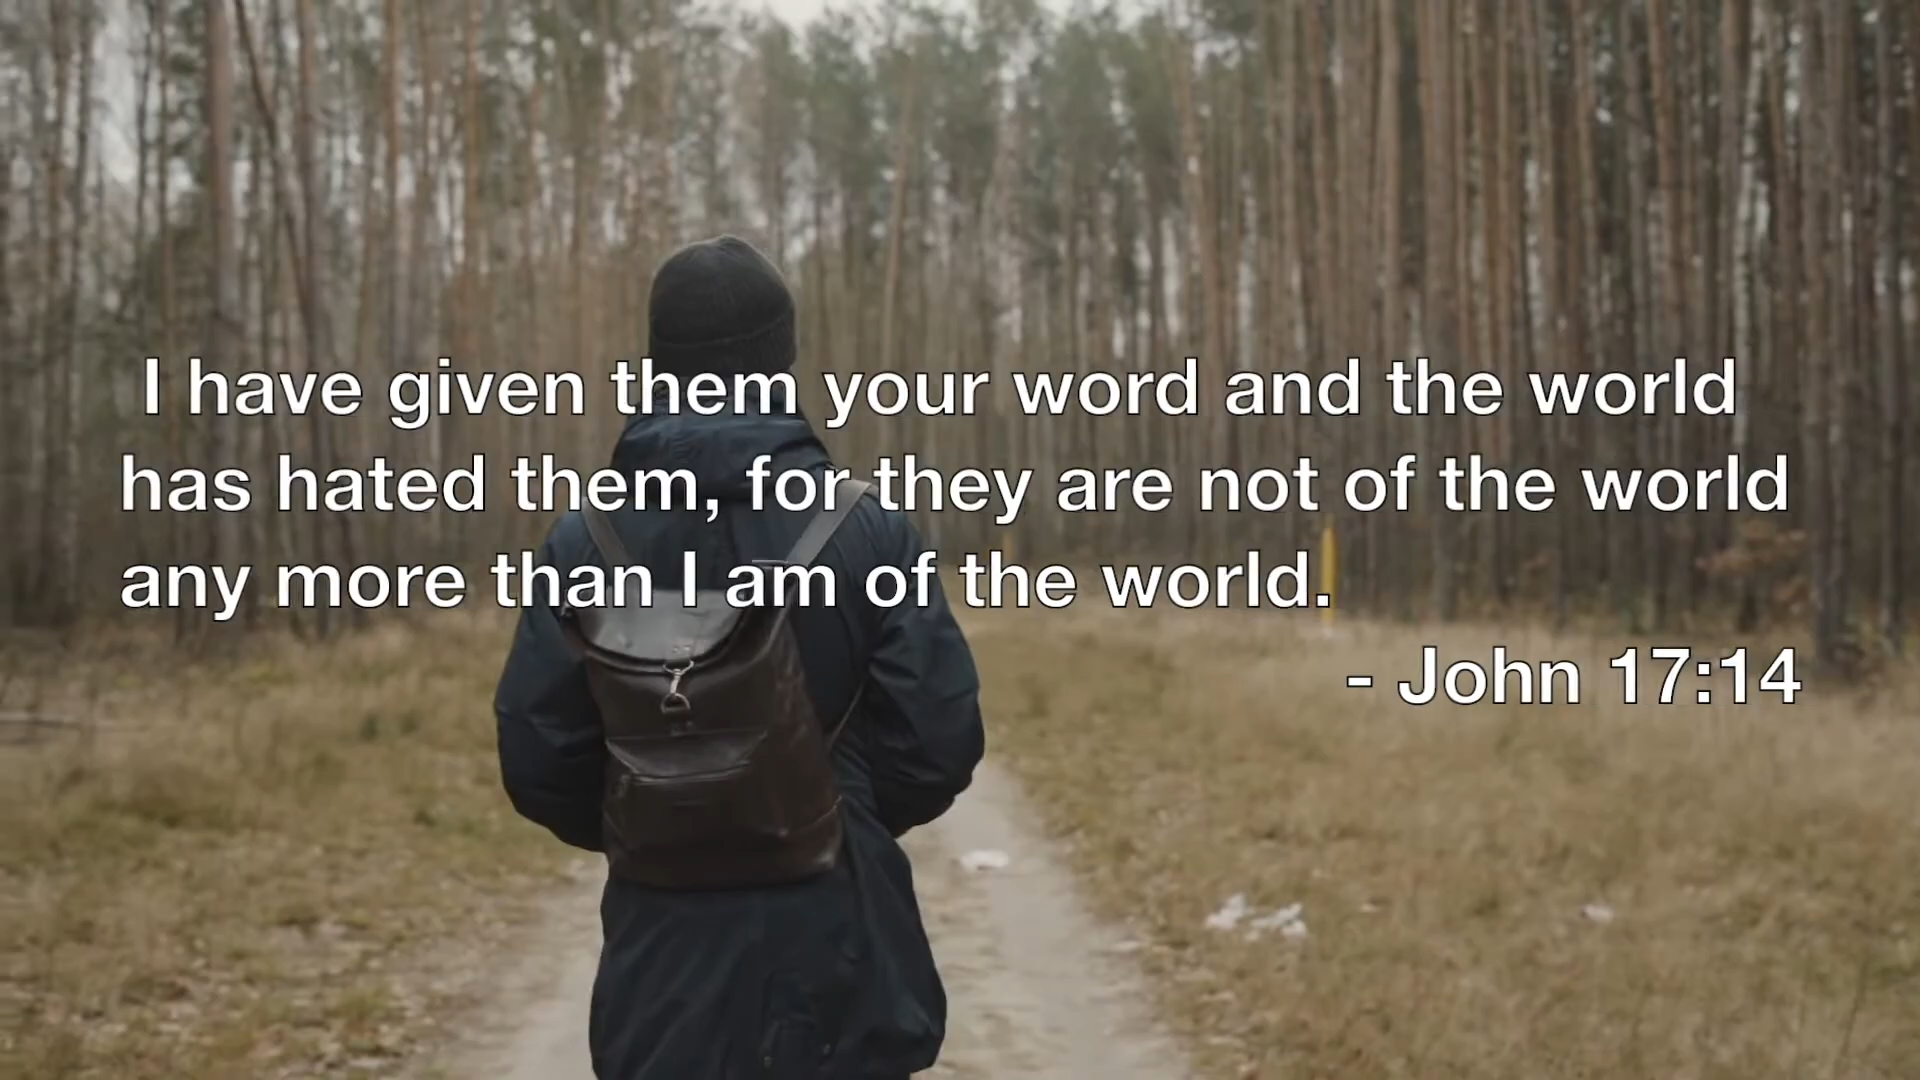 I have given them your word and the world
has hated them, for they are not of the world
any more than I am of the world.
- John 17:14